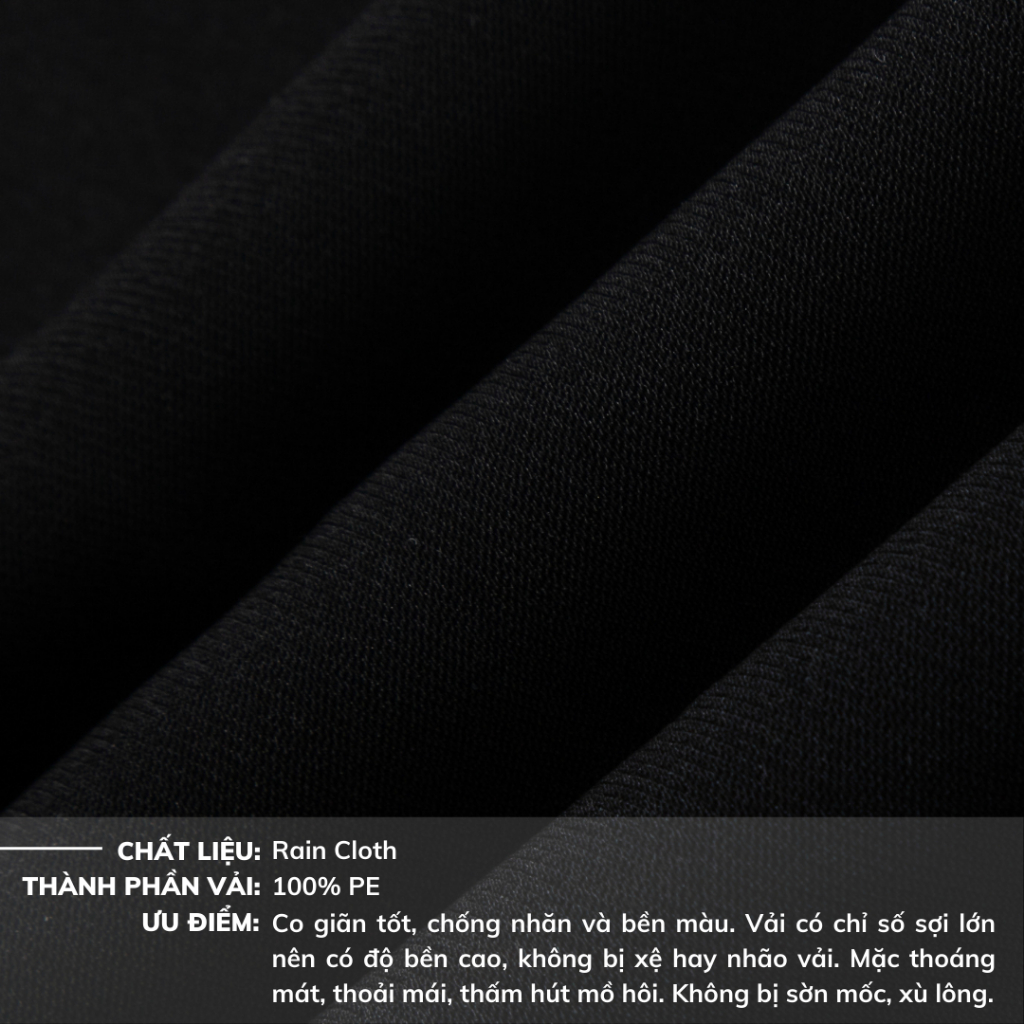 CHẤT LIỆU: Rain Cloth
THÀNH PHẦN VẢI: 100% PE
ƯU ĐIỂM: Co giãn tốt, chống nhăn và bền màu. Vải có chỉ số sợi lớn
nên có độ bền cao, không bị xệ hay nhão vải. Mặc thoáng
mát, thoải mái, thấm hút mồ hôi. Không bị sờn mốc, xù lông.